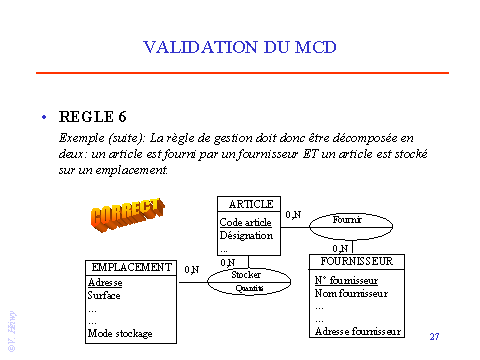 VALIDATION DU MCD
• REGLE 6
Exemple (suite): La règle de gestion doit donc être décomposée en
deux: un article est fourni par un fournisseur ET un article est stocké
sur un emplacement.
CORRECT
ARTICLE
Code article
Désignation
...
0,N
Fournir
0,N
0,N
EMPLACEMENT
Adresse
Surface
...
...
Mode stockage
0,N
Stocker
Quantité
FOURNISSEUR
N° fournisseur
Nom fournisseur
...
...
Adresse fournisseur
27